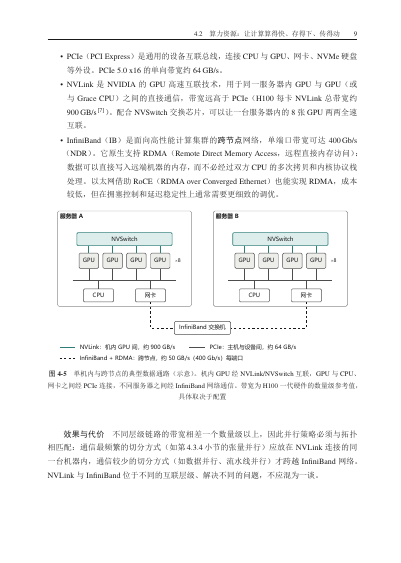 4.2 算力资源：让计算算得快、存得下、传得动 9
• PCIe（PCI Express）是通用的设备互联总线，连接 CPU 与 GPU、网卡、NVMe 硬盘
等外设。PCIe 5.0 x16 的单向带宽约 64 GB/s。
• NVLink 是 NVIDIA 的 GPU 高速互联技术，用于同一服务器内 GPU 与 GPU（或
与 Grace CPU）之间的直接通信，带宽远高于 PCIe（H100 每卡 NVLink 总带宽约
900 GB/s [7]）。配合 NVSwitch 交换芯片，可以让一台服务器内的 8 张 GPU 两两全速
互联。
• InfiniBand（IB）是面向高性能计算集群的跨节点网络，单端口带宽可达 400 Gb/s
（NDR）。它原生支持 RDMA（Remote Direct Memory Access，远程直接内存访问）：
数据可以直接写入远端机器的内存，而不必经过双方 CPU 的多次拷贝和内核协议栈
处理。以太网借助 RoCE（RDMA over Converged Ethernet）也能实现 RDMA，成本
较低，但在拥塞控制和延迟稳定性上通常需要更细致的调优。
服务器 A 服务器 B
NVSwitch NVSwitch
GPU GPU GPU GPU ×8 GPU GPU GPU GPU ×8
CPU 网卡 CPU 网卡
InfiniBand 交换机
NVLink：机内 GPU 间，约 900 GB/s PCIe：主机与设备间，约 64 GB/s
InfiniBand + RDMA：跨节点，约 50 GB/s（400 Gb/s）每端口
图 4-5 单机内与跨节点的典型数据通路（示意）。机内 GPU 经 NVLink/NVSwitch 互联，GPU 与 CPU、
网卡之间经 PCIe 连接，不同服务器之间经 InfiniBand 网络通信。带宽为 H100 一代硬件的数量级参考值，
具体取决于配置
效果与代价 不同层级链路的带宽相差一个数量级以上，因此并行策略必须与拓扑
相匹配：通信最频繁的切分方式（如第 4.3.4 小节的张量并行）应放在 NVLink 连接的同
一台机器内，通信较少的切分方式（如数据并行、流水线并行）才跨越 InfiniBand 网络。
NVLink 与 InfiniBand 位于不同的互联层级、解决不同的问题，不应混为一谈。